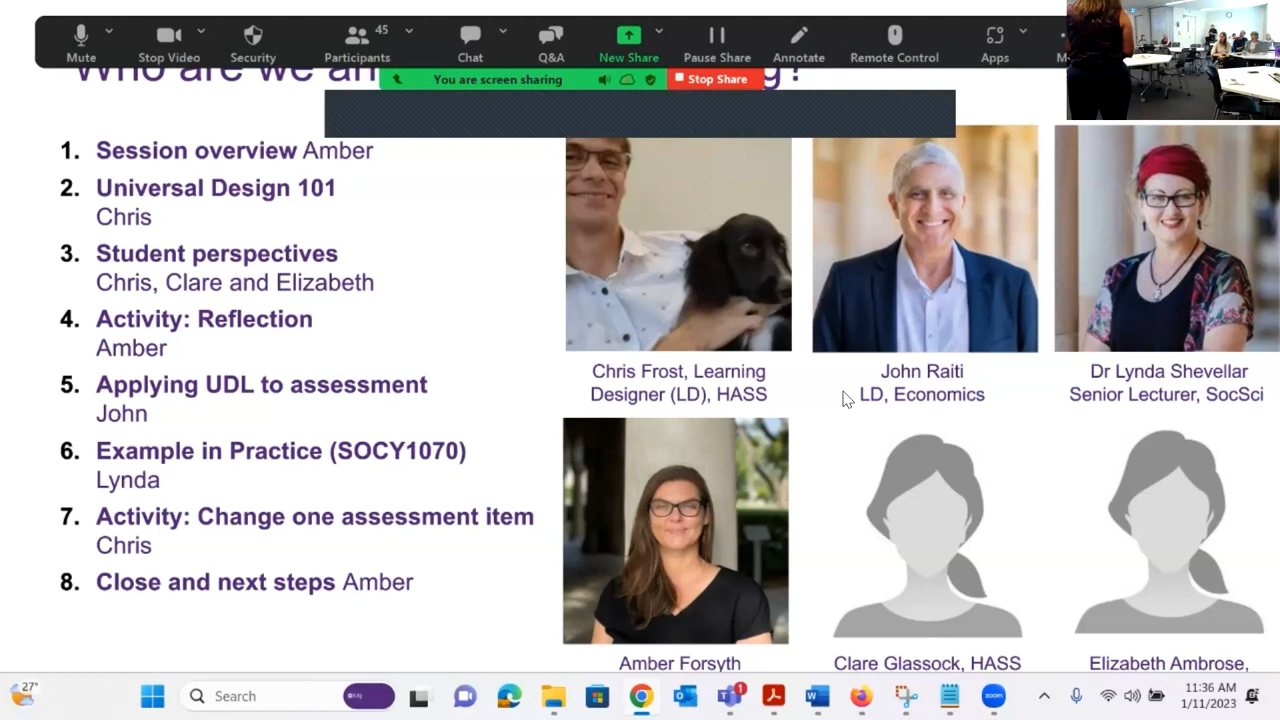 45
Mute
Stop Video
Security
Participants
Chat
Q&A
New Share
Pause Share
Annotate
Remote Control
Apps
You are screen sharing
Stop Share
Who are we an
1. Session overview Amber
2. Universal Design 101
Chris
3. Student perspectives
Chris, Clare and Elizabeth
4. Activity: Reflection
Amber
5. Applying UDL to assessment
John
6. Example in Practice (SOCY1070)
Lynda
7. Activity: Change one assessment item
Chris
8. Close and next steps Amber
Chris Frost, Learning
Designer (LD), HASS
John Raiti
LD, Economics
Dr Lynda Shevellar
Senior Lecturer, SocSci
Amber Forsyth
Clare Glassock, HASS
Elizabeth Ambrose,
27°
Search
1
zoom
11:36 AM
1/11/2023